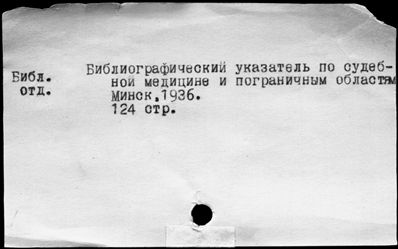 Библиографический указатель по судеб-
Библ. ной медицине и пограничным областям
отд. Минск,1936.
124 стр.